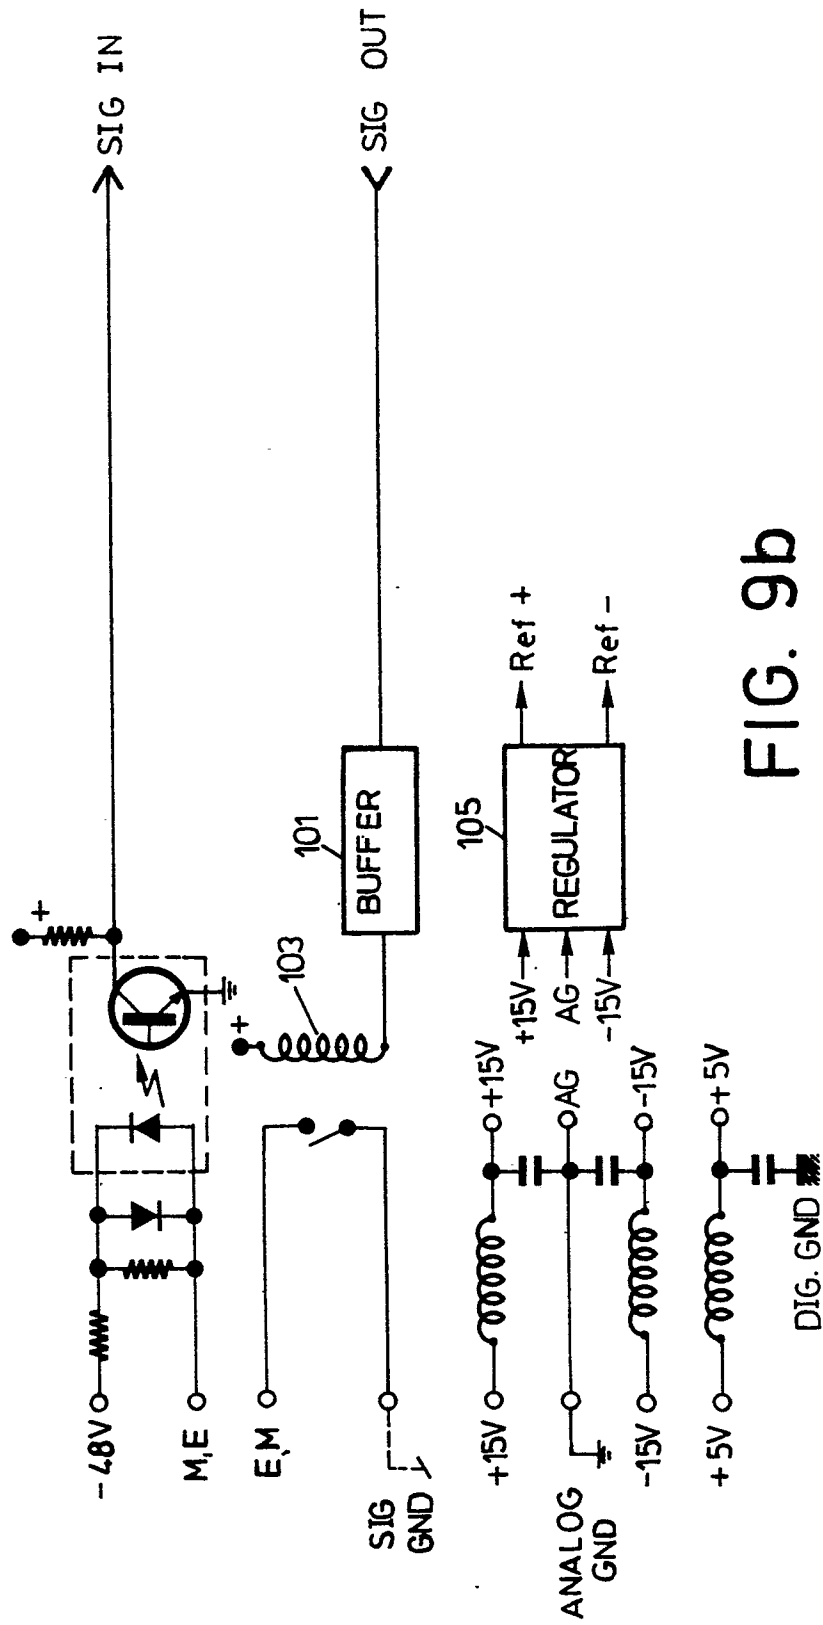 SIG IN
+
-48V
M,E
+
103
E,M
101
BUFFER
SIG OUT
SIG
GND
+15V
+15V
ANALOG
GND
AG
-15V
-15V
+5V
+5V
DIG. GND
105
+15V
AG
-15V
REGULATOR
Ref +
Ref -
FIG. 9b